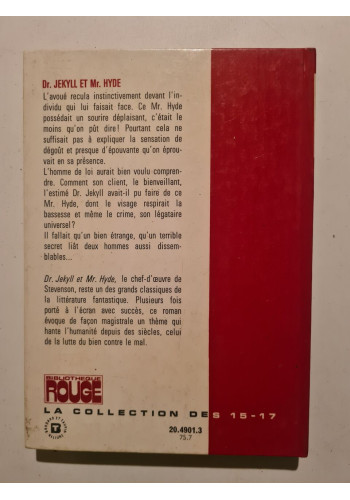 Dr. JEKYLL ET Mr. HYDE
L'avoué recula instinctivement devant l'in-
dividu qui lui faisait face. Ce Mr. Hyde
possédait un sourire déplaisant, c'était le
moins qu'on pût dire! Pourtant cela ne
suffisait pas à expliquer la sensation de
dégoût et presque d'épouvante qu'on éprou-
vait en sa présence.
L'homme de loi aurait bien voulu compren-
dre. Comment son client, le bienveillant,
l'estimé Dr. Jekyll avait-il pu faire de ce
Mr. Hyde, dont le visage respirait la
bassesse et même le crime, son légataire
universel?
Il fallait qu'un bien étrange, qu'un terrible
secret liât deux hommes aussi dissem-
blables...
Dr. Jekyll et Mr. Hyde, le chef-d'œuvre de
Stevenson, reste un des grands classiques de
la littérature fantastique. Plusieurs fois
porté à l'écran avec succès, ce roman
évoque de façon magistrale un thème qui
hante l'humanité depuis des siècles, celui
de la lutte du bien contre le mal.
BIBLIOTHEQUE
ROUGE
LA COLLECTION DES 15-17
20.4901.3
75.7